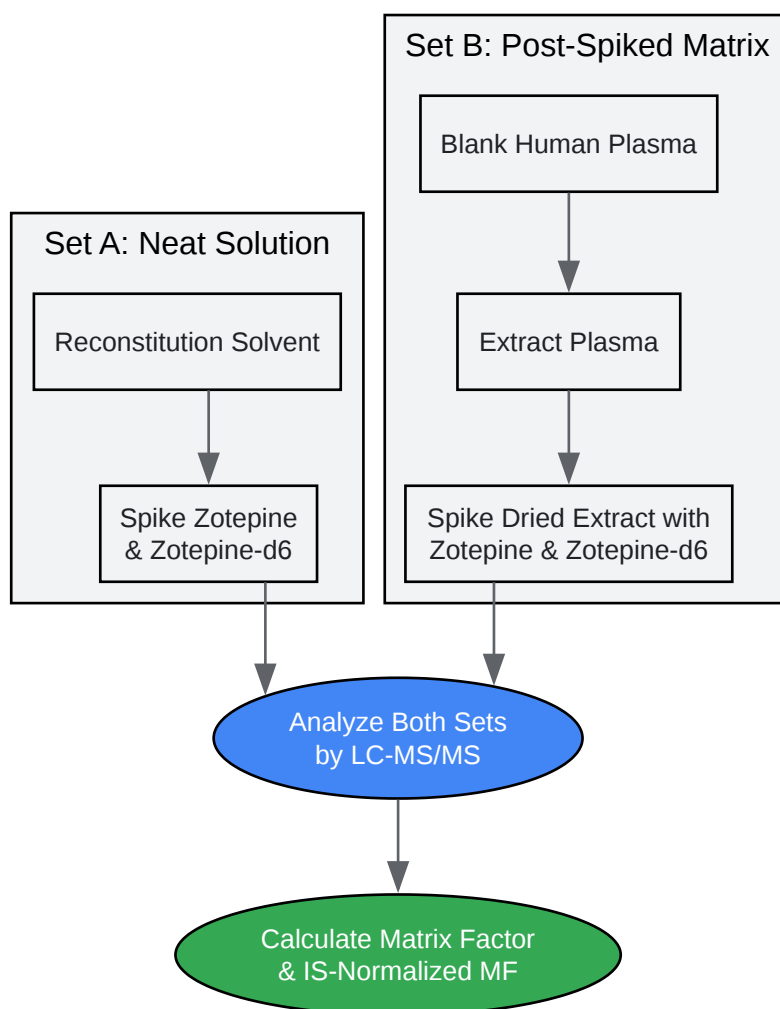 Set B: Post-Spiked Matrix
Blank Human Plasma
Set A: Neat Solution
Reconstitution Solvent
Extract Plasma
Spike Zotepine
& Zotepine-d6
Spike Dried Extract with
Zotepine & Zotepine-d6
Analyze Both Sets
by LC-MS/MS
Calculate Matrix Factor
& IS-Normalized MF